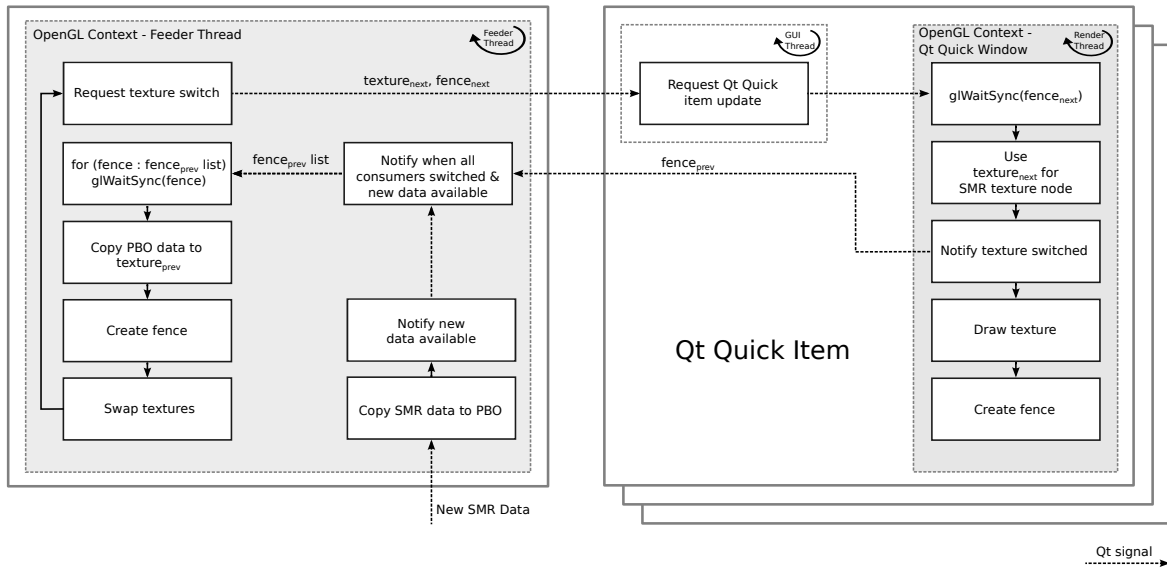 OpenGL Context - Feeder Thread
Feeder
Thread
Request texture switch
for (fence : fence_prev list)
glWaitSync(fence)
Copy PBO data to
texture_prev
Create fence
Swap textures
fence_prev list
Notify when all
consumers switched &
new data available
Notify new
data available
Copy SMR data to PBO
New SMR Data
texture_next, fence_next
GUI
Thread
Request Qt Quick
item update
fence_prev
Qt Quick Item
OpenGL Context -
Qt Quick Window
Render
Thread
glWaitSync(fence_next)
Use
texture_next for
SMR texture node
Notify texture switched
Draw texture
Create fence
Qt signal